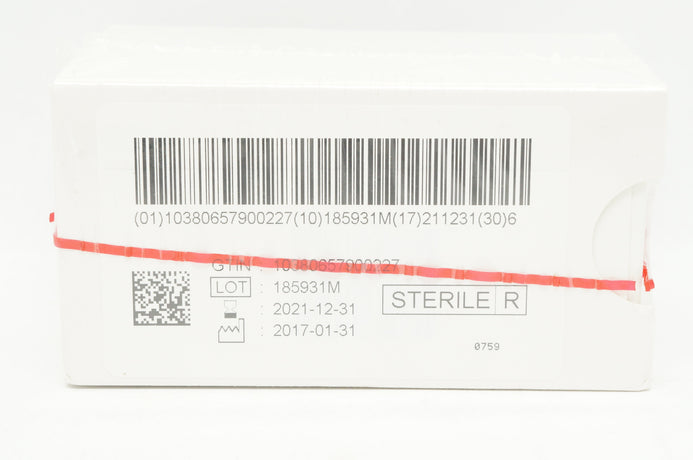 (01)10380657900227(10)185931M(17)211231(30)6
GTIN : 10380657900227
LOT : 185931M
: 2021-12-31
STERILE R
: 2017-01-31
0759